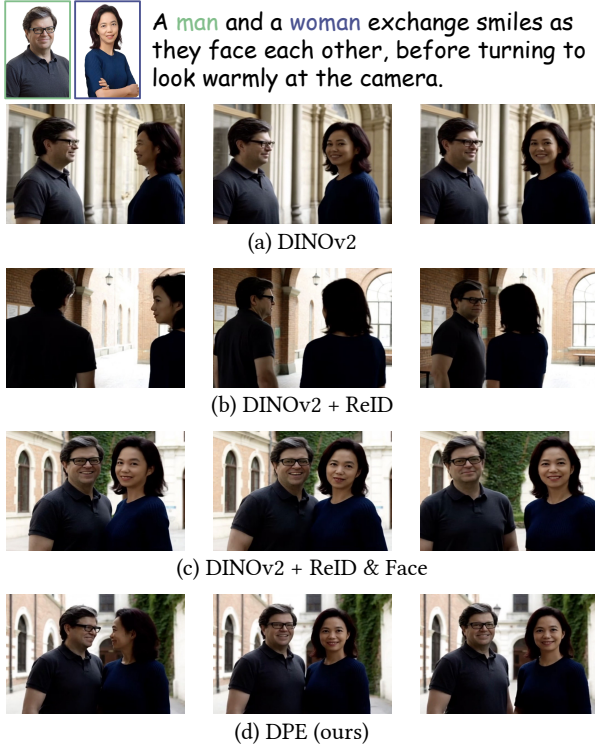 A man and a woman exchange smiles as
they face each other, before turning to
look warmly at the camera.
(a) DINOv2
(b) DINOv2 + ReID
(c) DINOv2 + ReID & Face
(d) DPE (ours)